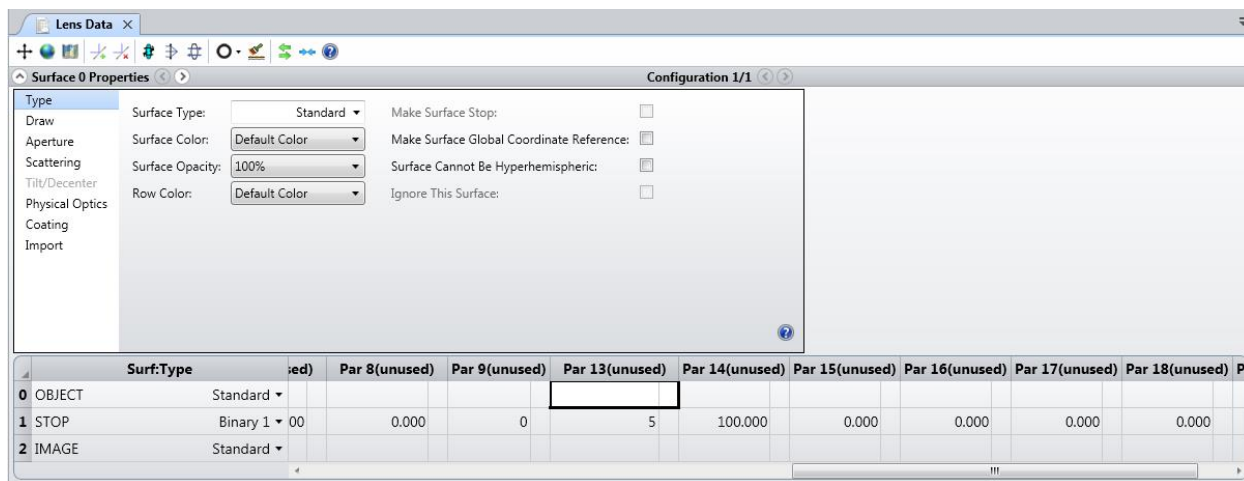 Lens Data ×
Surface 0 Properties Configuration 1/1
Type
Draw
Aperture
Scattering
Tilt/Decenter
Physical Optics
Coating
Import
Surface Type: Standard Make Surface Stop:
Surface Color: Default Color Make Surface Global Coordinate Reference:
Surface Opacity: 100% Surface Cannot Be Hyperhemispheric:
Row Color: Default Color Ignore This Surface:
Surf:Type sed) Par 8(unused) Par 9(unused) Par 13(unused) Par 14(unused) Par 15(unused) Par 16(unused) Par 17(unused) Par 18(unused) P
0 OBJECT Standard
1 STOP Binary 1 00 0.000 0 5 100.000 0.000 0.000 0.000 0.000
2 IMAGE Standard